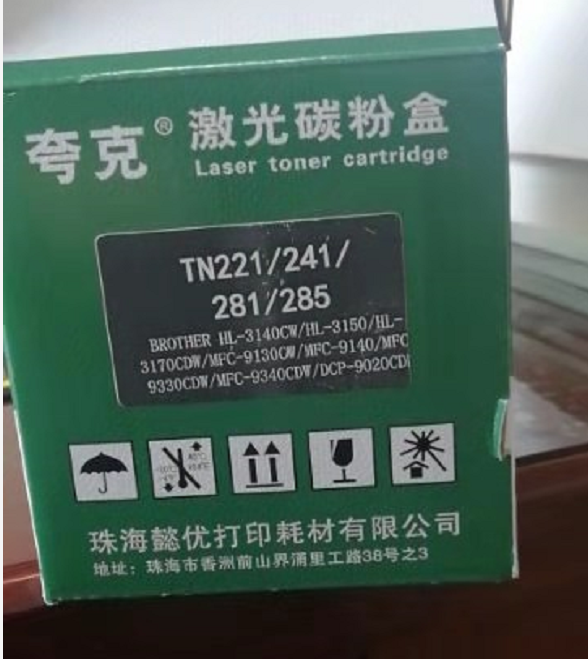 夸克® 激光碳粉盒
Laser toner cartridge
TN221/241/
281/285
BROTHER HL-3140CW/HL-3150/HL-
3170CDW/MFC-9130CW/MFC-9140/MFC
9330CDW/MFC-9340CDW/DCP-9020CD
珠海懿优打印耗材有限公司
地址：珠海市香洲前山界涌里工路38号之3